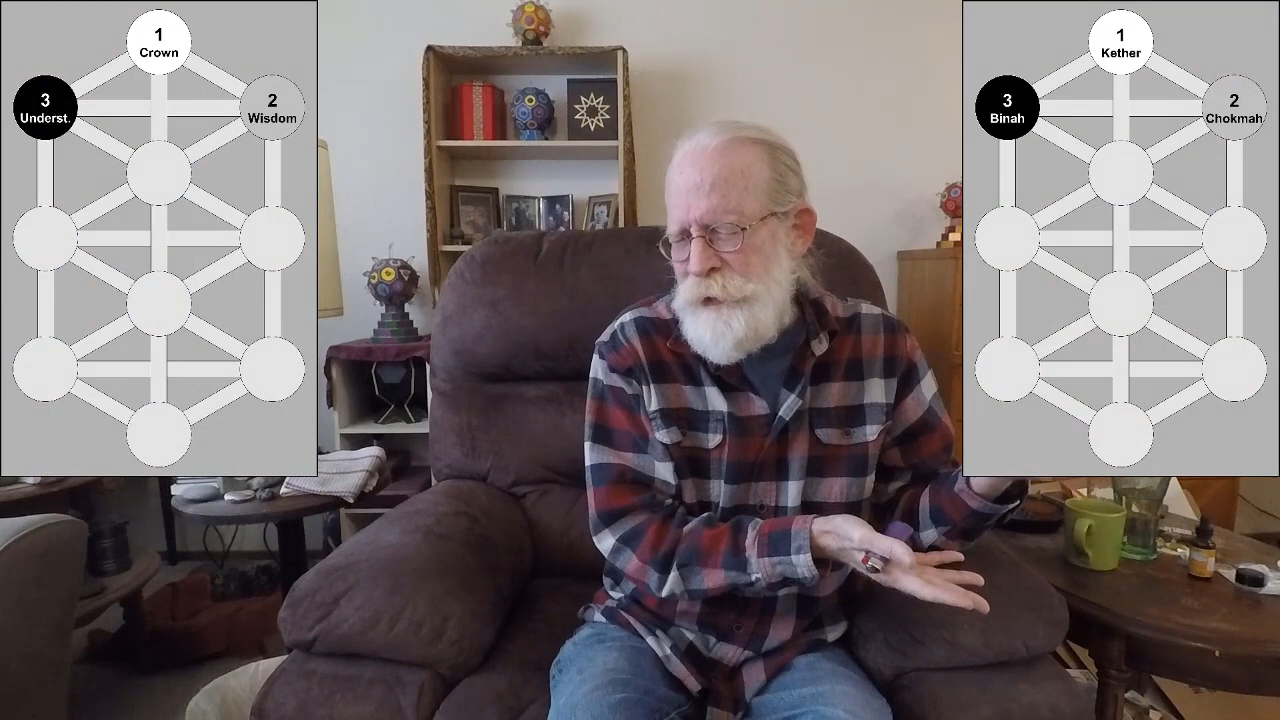 1
Crown
3
Underst.
2
Wisdom
1
Kether
3
Binah
2
Chokmah